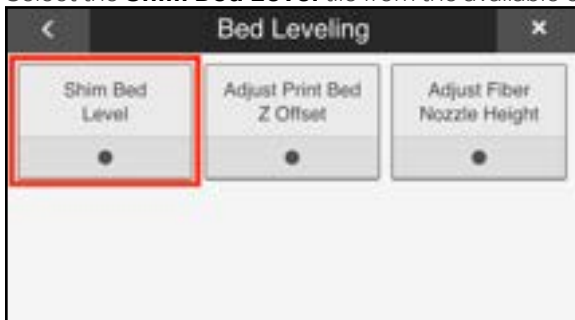 Bed Leveling
Shim Bed
Level
Adjust Print Bed
Z Offset
Adjust Fiber
Nozzle Height